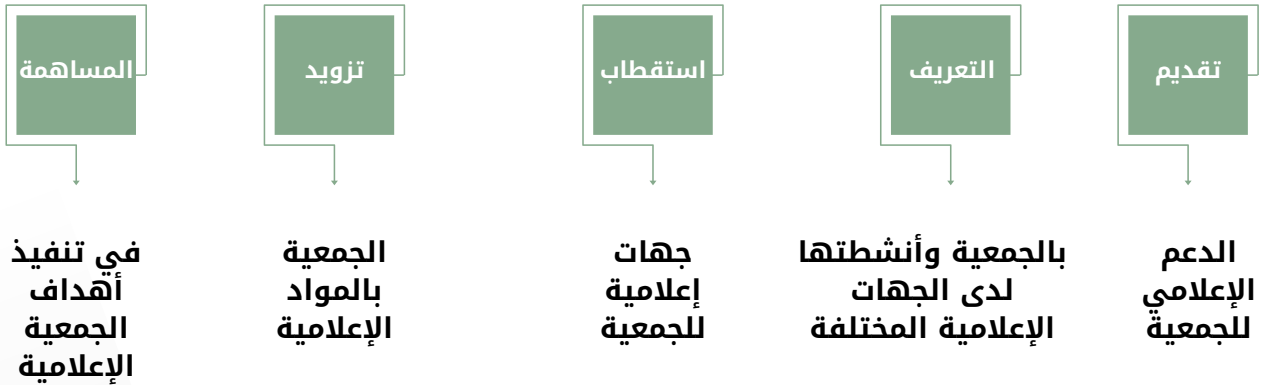 تقديم
الدعم
الإعلامي
للجمعية
التعريف
بالجمعية وأنشطتها
لدى الجهات
الإعلامية المختلفة
استقطاب
جهات
إعلامية
للجمعية
تزويد
الجمعية
بالمواد
الإعلامية
المساهمة
في تنفيذ
أهداف
الجمعية
الإعلامية